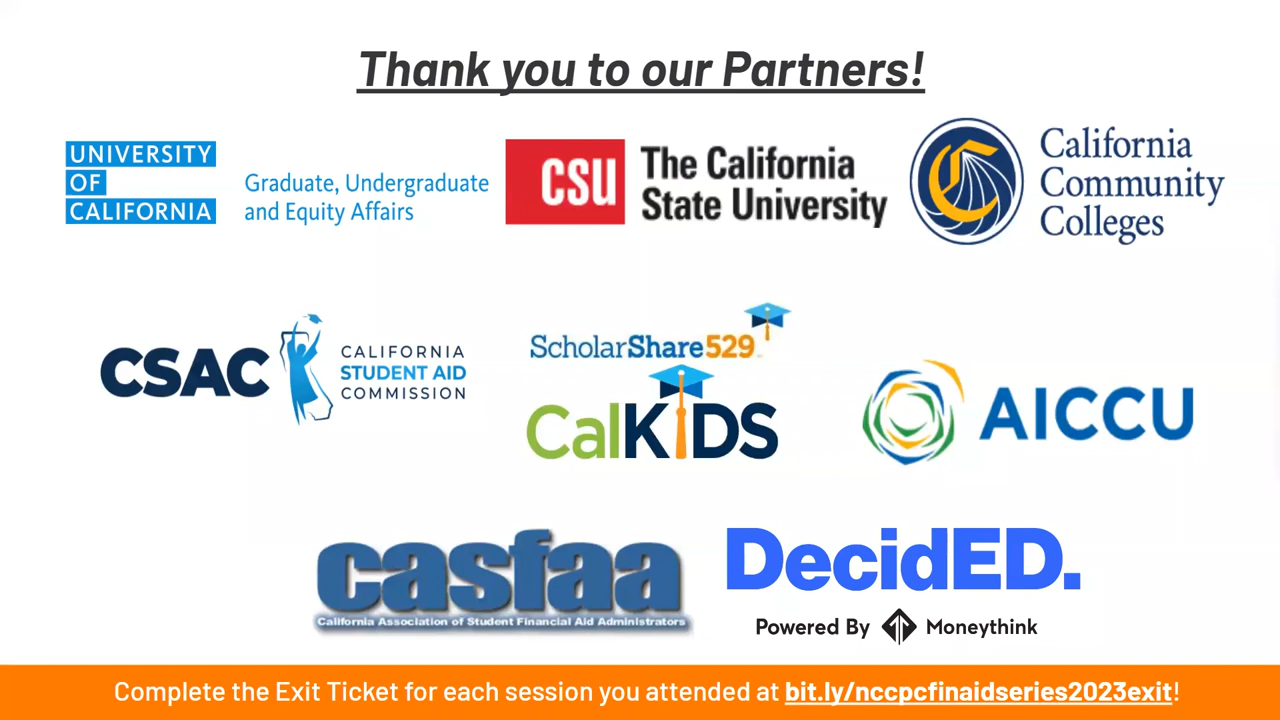 Thank you to our Partners!
UNIVERSITY
OF
CALIFORNIA
Graduate, Undergraduate
and Equity Affairs
CSU
The California
State University
California
Community
Colleges
CSAC
CALIFORNIA
STUDENT AID
COMMISSION
ScholarShare529
CalKIDS
AICCU
casfaa
California Association of Student Financial Aid Administrators
DecidED.
Powered By Moneythink
Complete the Exit Ticket for each session you attended at bit.ly/nccpcfinaidseries2023exit!